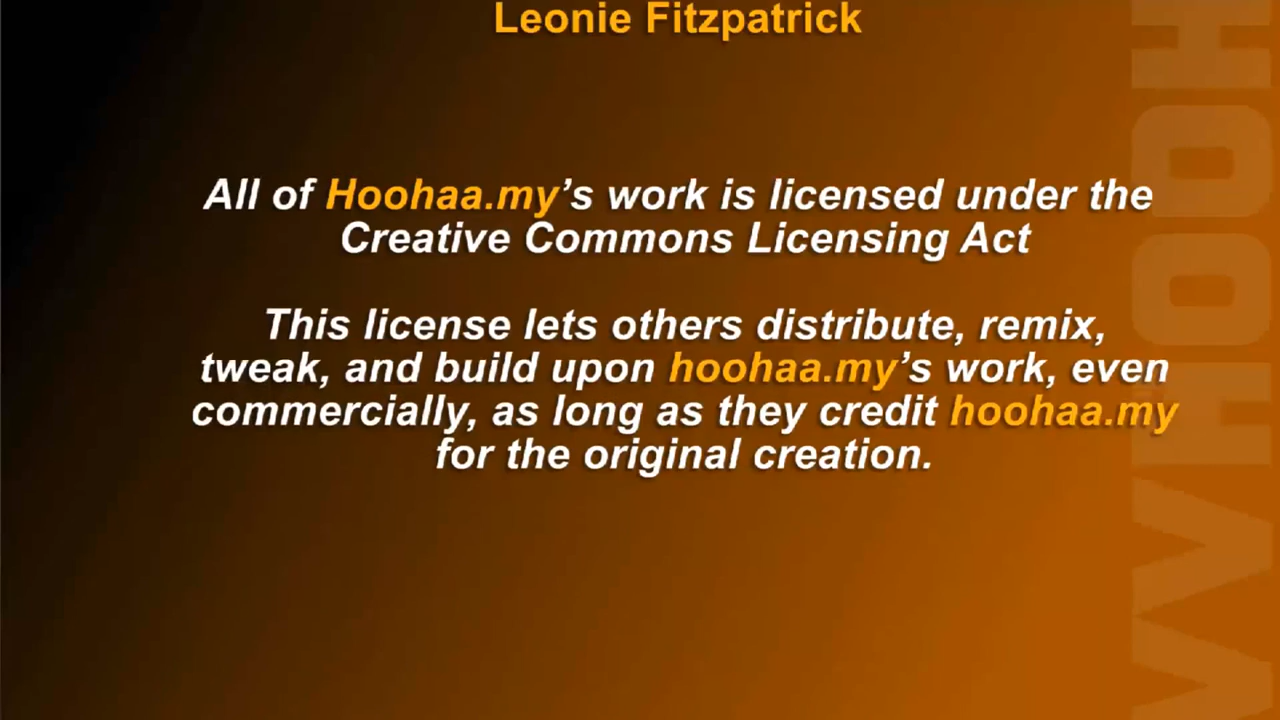 Leonie Fitzpatrick
All of Hoohaa.my’s work is licensed under the
Creative Commons Licensing Act
This license lets others distribute, remix,
tweak, and build upon hoohaa.my’s work, even
commercially, as long as they credit hoohaa.my
for the original creation.
WHOOH